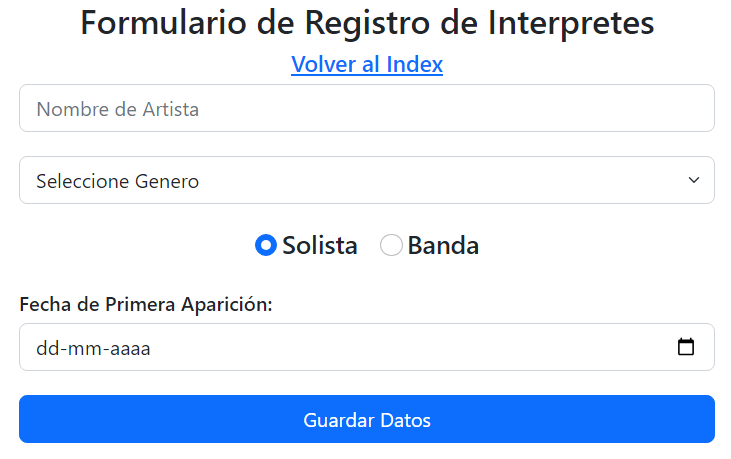 Formulario de Registro de Interpretes
Volver al Index
Nombre de Artista
Seleccione Genero
Solista Banda
Fecha de Primera Aparición:
dd-mm-aaaa
Guardar Datos